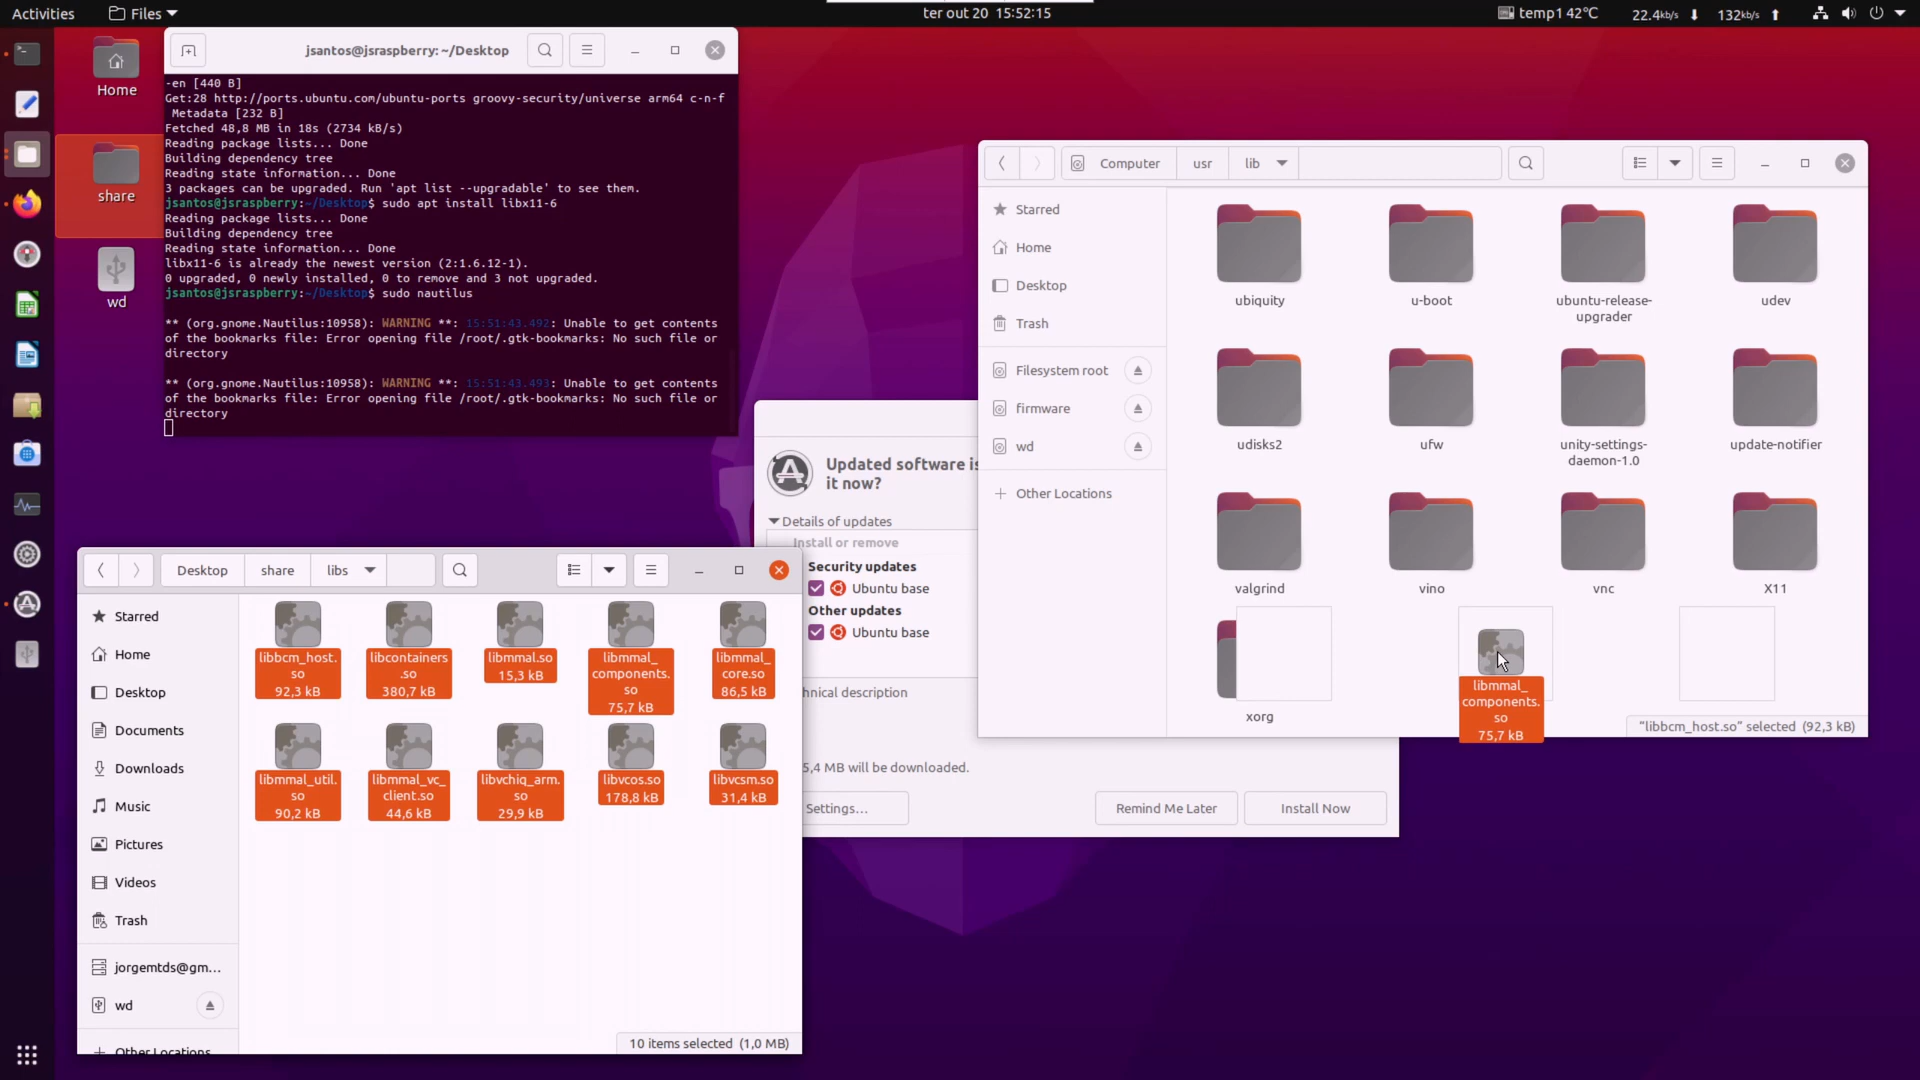 Activities
Files
ter out 20 15:52:15
temp1 42°C
22.4kb/s
132kb/s
Home
share
wd
jsantos@jsraspberry: ~/Desktop
-en [440 B]
Get:28 http://ports.ubuntu.com/ubuntu-ports groovy-security/universe arm64 c-n-f
Metadata [232 B]
Fetched 48,8 MB in 18s (2734 kB/s)
Reading package lists... Done
Building dependency tree
Reading state information... Done
3 packages can be upgraded. Run 'apt list --upgradable' to see them.
jsantos@jsraspberry:~/Desktop$ sudo apt install libx11-6
Reading package lists... Done
Building dependency tree
Reading state information... Done
libx11-6 is already the newest version (2:1.6.12-1).
0 upgraded, 0 newly installed, 0 to remove and 3 not upgraded.
jsantos@jsraspberry:~/Desktop$ sudo nautilus
** (org.gnome.Nautilus:10958): WARNING **: 15:51:43.492: Unable to get contents
of the bookmarks file: Error opening file /root/.gtk-bookmarks: No such file or
directory
** (org.gnome.Nautilus:10958): WARNING **: 15:51:43.493: Unable to get contents
of the bookmarks file: Error opening file /root/.gtk-bookmarks: No such file or
directory
Computer
usr
lib
Starred
Home
Desktop
Trash
Filesystem root
firmware
wd
Other Locations
ubiquity
u-boot
ubuntu-release-
upgrader
udev
udisks2
ufw
unity-settings-
daemon-1.0
update-notifier
valgrind
vino
vnc
X11
xorg
libmmal_
components.
so
75,7 kB
"libbcm_host.so" selected (92,3 kB)
Updated software is
it now?
Details of updates
Install or remove
Security updates
Ubuntu base
Other updates
Ubuntu base
hnical description
5,4 MB will be downloaded.
Settings...
Remind Me Later
Install Now
Desktop
share
libs
Starred
Home
Desktop
Documents
Downloads
Music
Pictures
Videos
Trash
jorgemtds@gm...
wd
Other Locations
libbcm_host.
so
92,3 kB
libcontainers
.so
380,7 kB
libmmal.so
15,3 kB
libmmal_
components.
so
75,7 kB
libmmal_
core.so
86,5 kB
libmmal_util.
so
90,2 kB
libmmal_vc_
client.so
44,6 kB
libvchiq_arm.
so
29,9 kB
libvcos.so
178,8 kB
libvcsm.so
31,4 kB
10 items selected (1,0 MB)